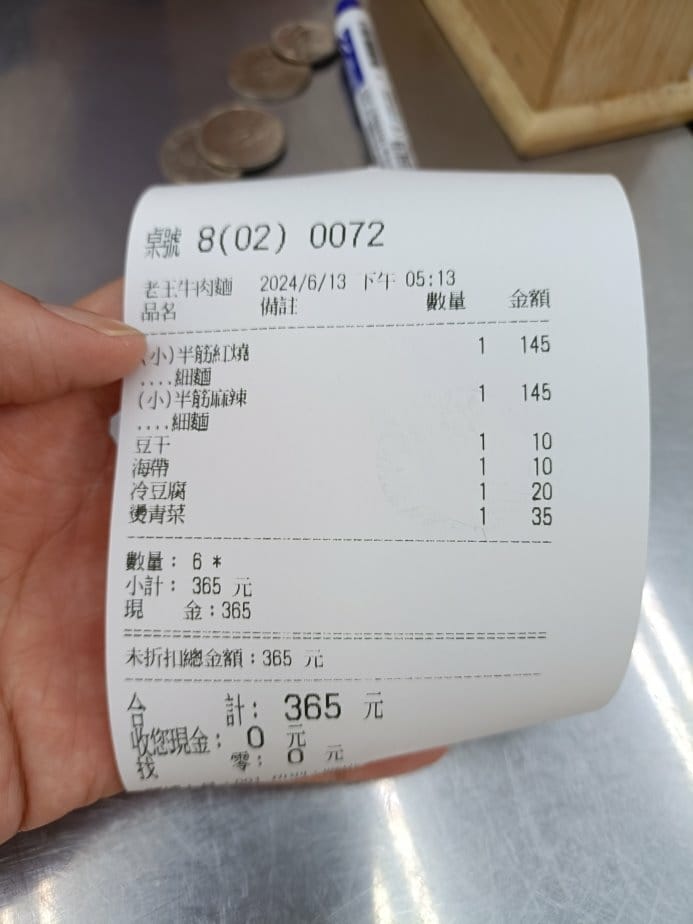 桌號 8(02) 0072
老王牛肉麵 2024/6/13 下午 05:13
品名 備註 數量 金額
(小)半筋紅燒 1 145
....細麵
(小)半筋麻辣 1 145
....細麵
豆干 1 10
海帶 1 10
冷豆腐 1 20
燙青菜 1 35
數量: 6 *
小計: 365 元
現 金:365
未折扣總金額:365 元
合 計: 365 元
收您現金: 0 元
找 零: 0 元